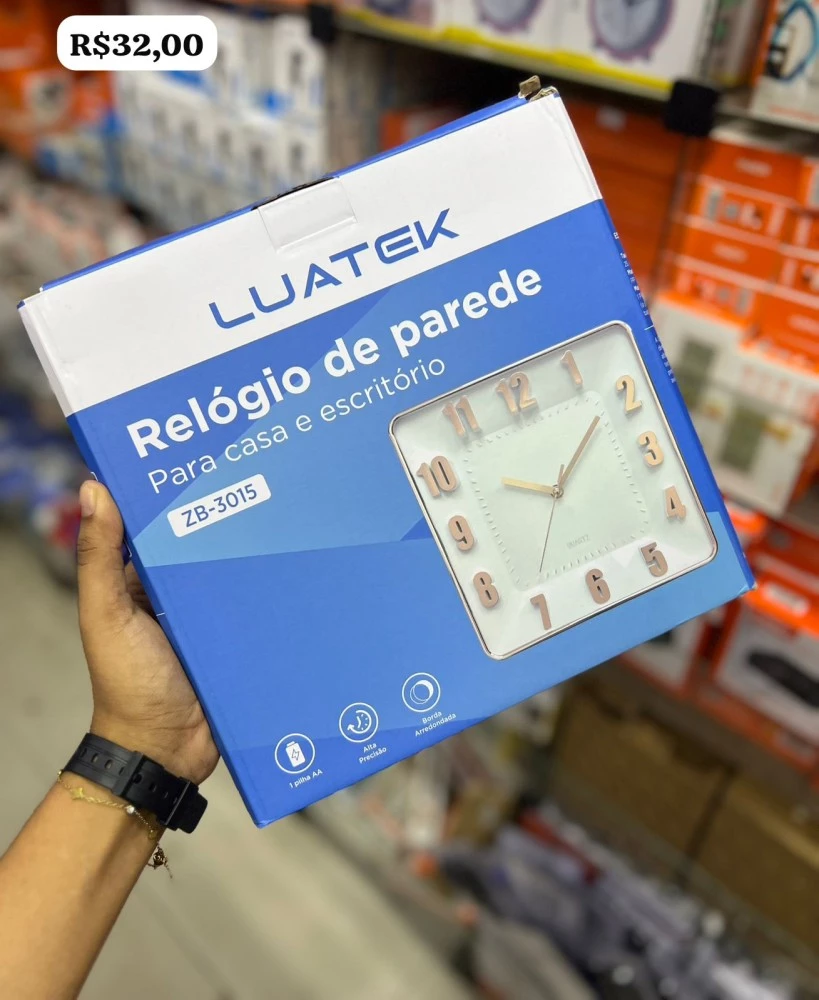 R$32,00
LUATEK
Relógio de parede
Para casa e escritório
ZB-3015
11 12 1
10 2
9 3
8 4
7 6 5
QUARTZ
1 pilha AA
Alta
Precisão
Borda
Arredondada